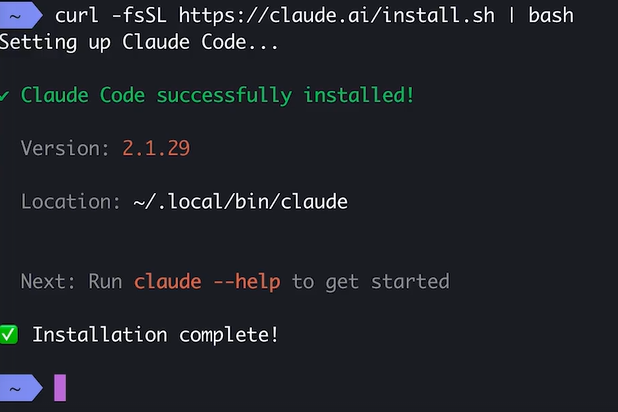 ~ curl -fsSL https://claude.ai/install.sh | bash
Setting up Claude Code...
✔ Claude Code successfully installed!
Version: 2.1.29
Location: ~/.local/bin/claude
Next: Run claude --help to get started
✅ Installation complete!
~